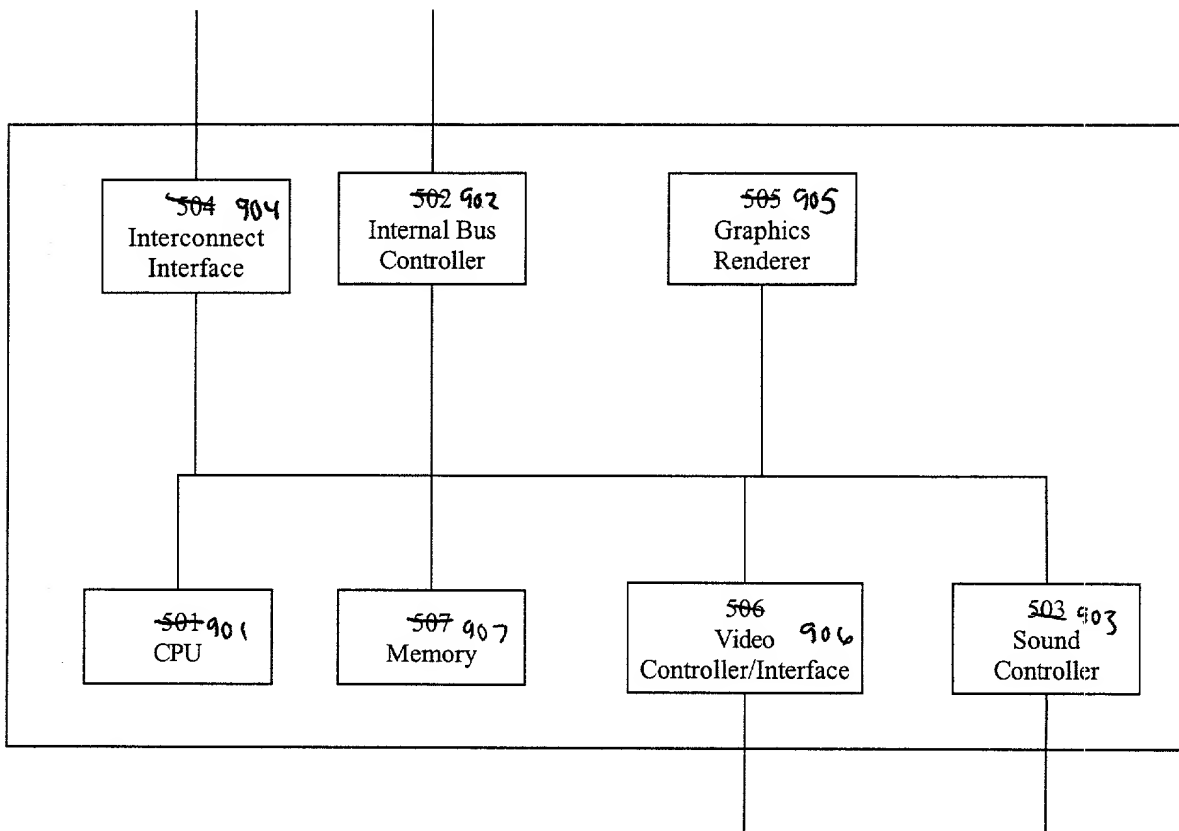 504 904
Interconnect
Interface
502 902
Internal Bus
Controller
505 905
Graphics
Renderer
501 901
CPU
507 907
Memory
506
Video 906
Controller/Interface
503 903
Sound
Controller